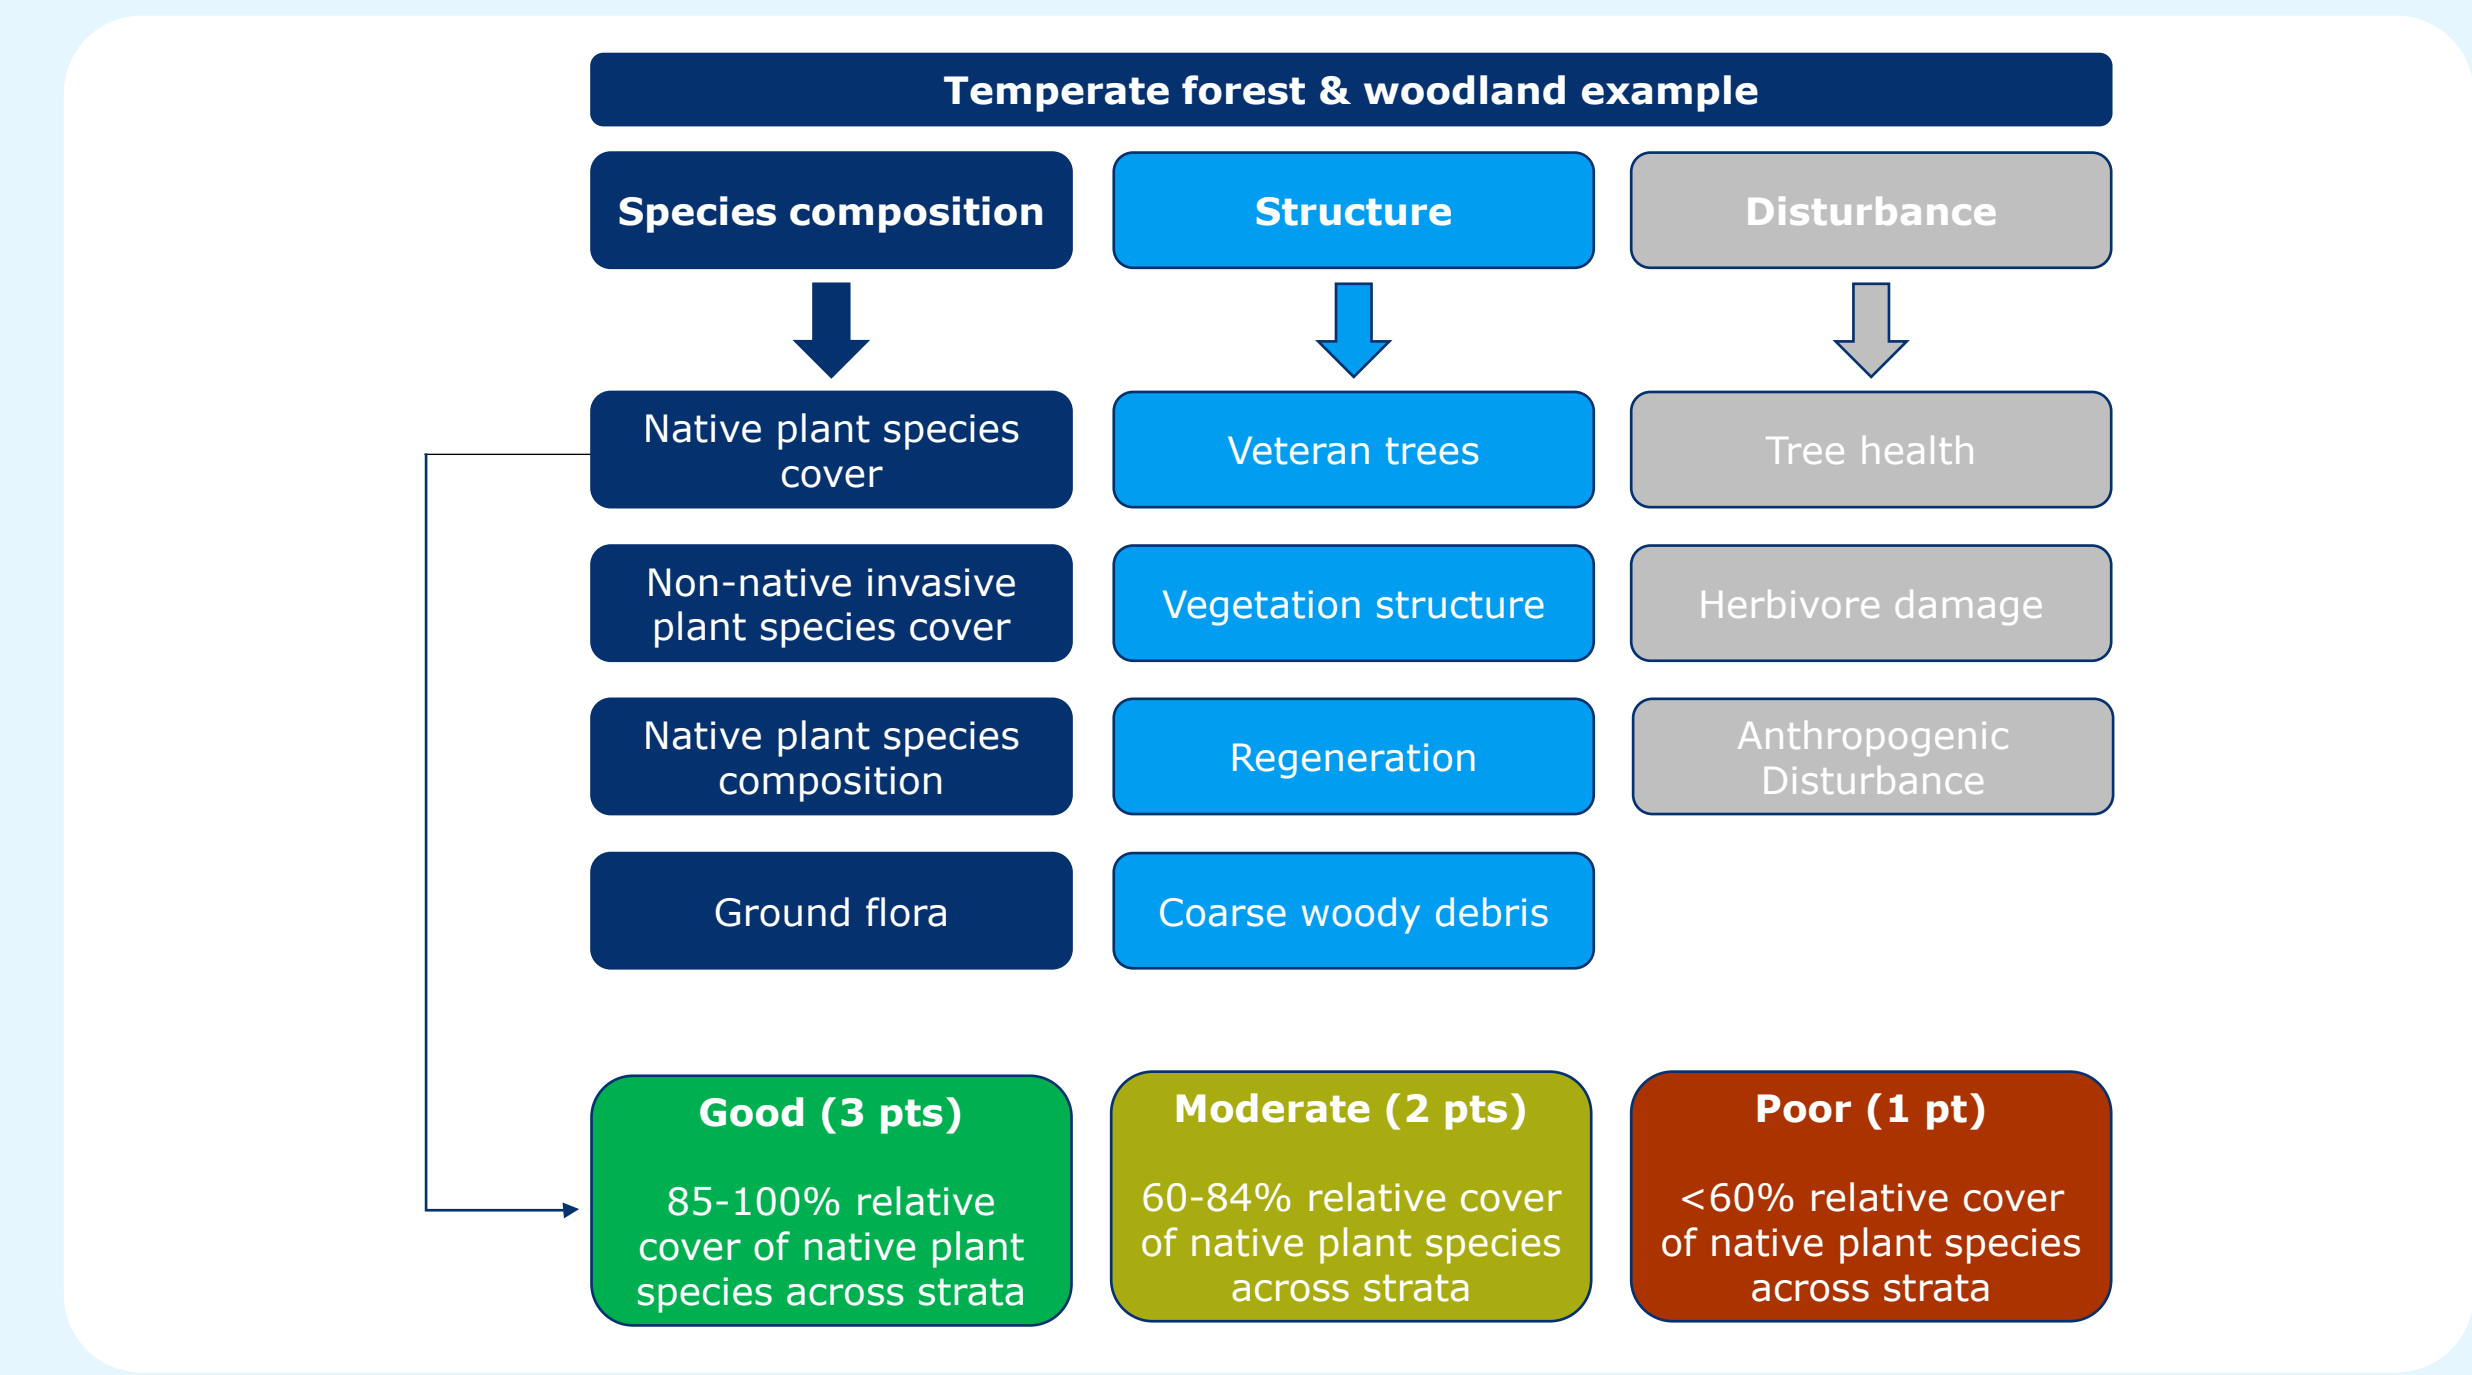 Temperate forest & woodland example
Species composition
Structure
Disturbance
Native plant species
cover
Veteran trees
Tree health
Non-native invasive
plant species cover
Vegetation structure
Herbivore damage
Native plant species
composition
Regeneration
Anthropogenic
Disturbance
Ground flora
Coarse woody debris
Good (3 pts)
85-100% relative
cover of native plant
species across strata
Moderate (2 pts)
60-84% relative cover
of native plant species
across strata
Poor (1 pt)
<60% relative cover
of native plant species
across strata